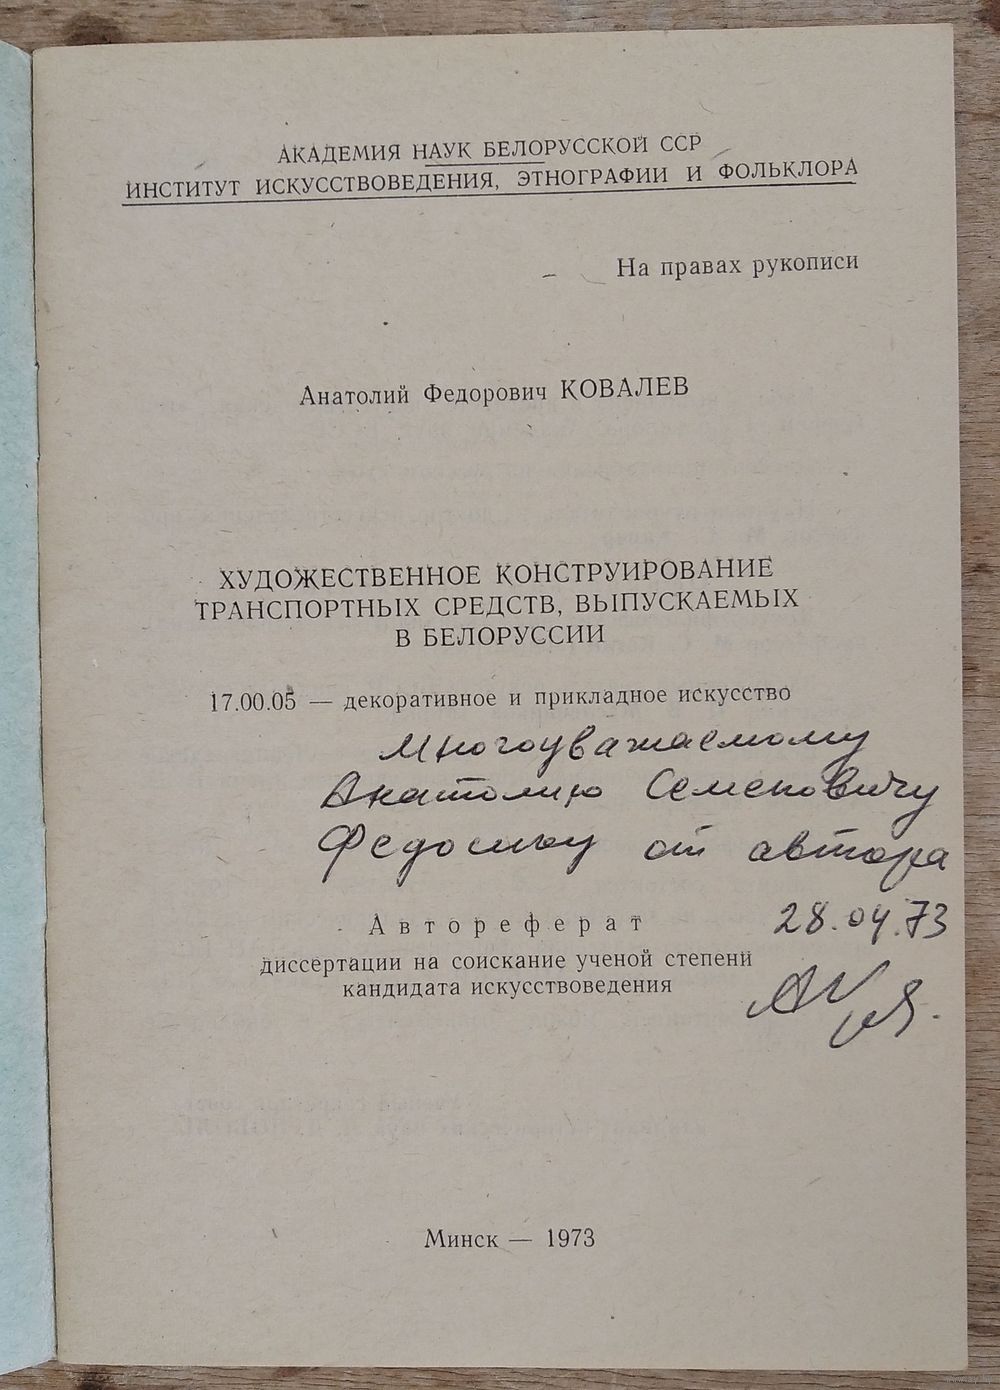 АКАДЕМИЯ НАУК БЕЛОРУССКОЙ ССР
ИНСТИТУТ ИСКУССТВОВЕДЕНИЯ, ЭТНОГРАФИИ И ФОЛЬКЛОРА
На правах рукописи
Анатолий Федорович КОВАЛЕВ
ХУДОЖЕСТВЕННОЕ КОНСТРУИРОВАНИЕ
ТРАНСПОРТНЫХ СРЕДСТВ, ВЫПУСКАЕМЫХ
В БЕЛОРУССИИ
17.00.05 — декоративное и прикладное искусство
Многоуважаемому
Анатолию Семеновичу
Федосику от автора
28.04.73
Автореферат
диссертации на соискание ученой степени
кандидата искусствоведения
Минск — 1973